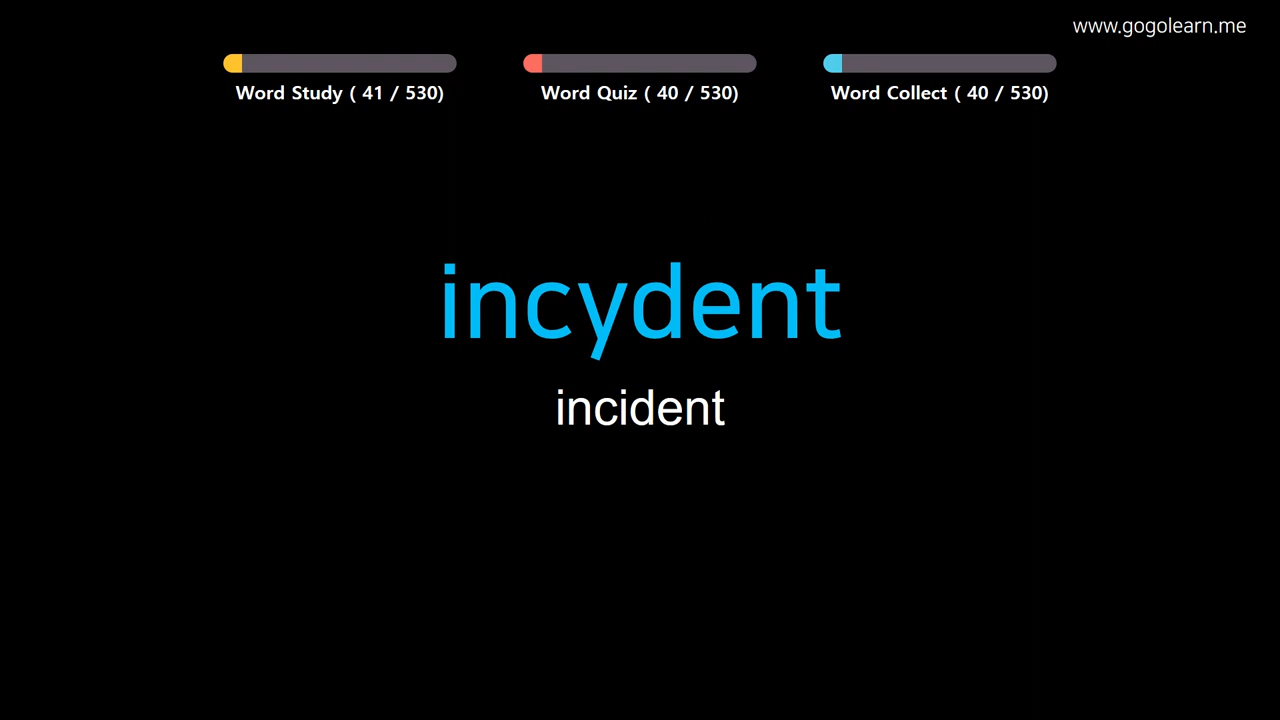 www.gogolearn.me
Word Study ( 41 / 530)
Word Quiz ( 40 / 530)
Word Collect ( 40 / 530)
incydent
incident